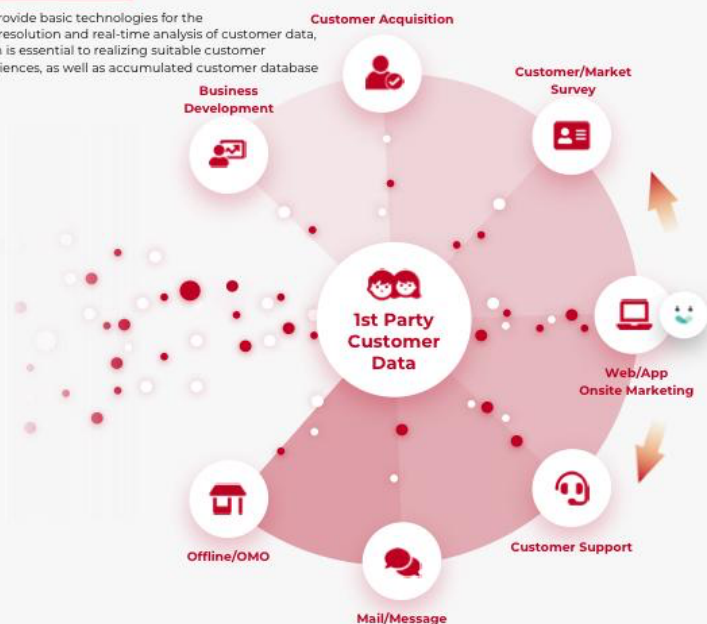 rovide basic technologies for the
resolution and real-time analysis of customer data,
is essential to realizing suitable customer
iences, as well as accumulated customer database
Customer Acquisition
Customer/Market
Survey
Business
Development
1st Party
Customer
Data
Web/App
Onsite Marketing
Customer Support
Offline/OMO
Mail/Message